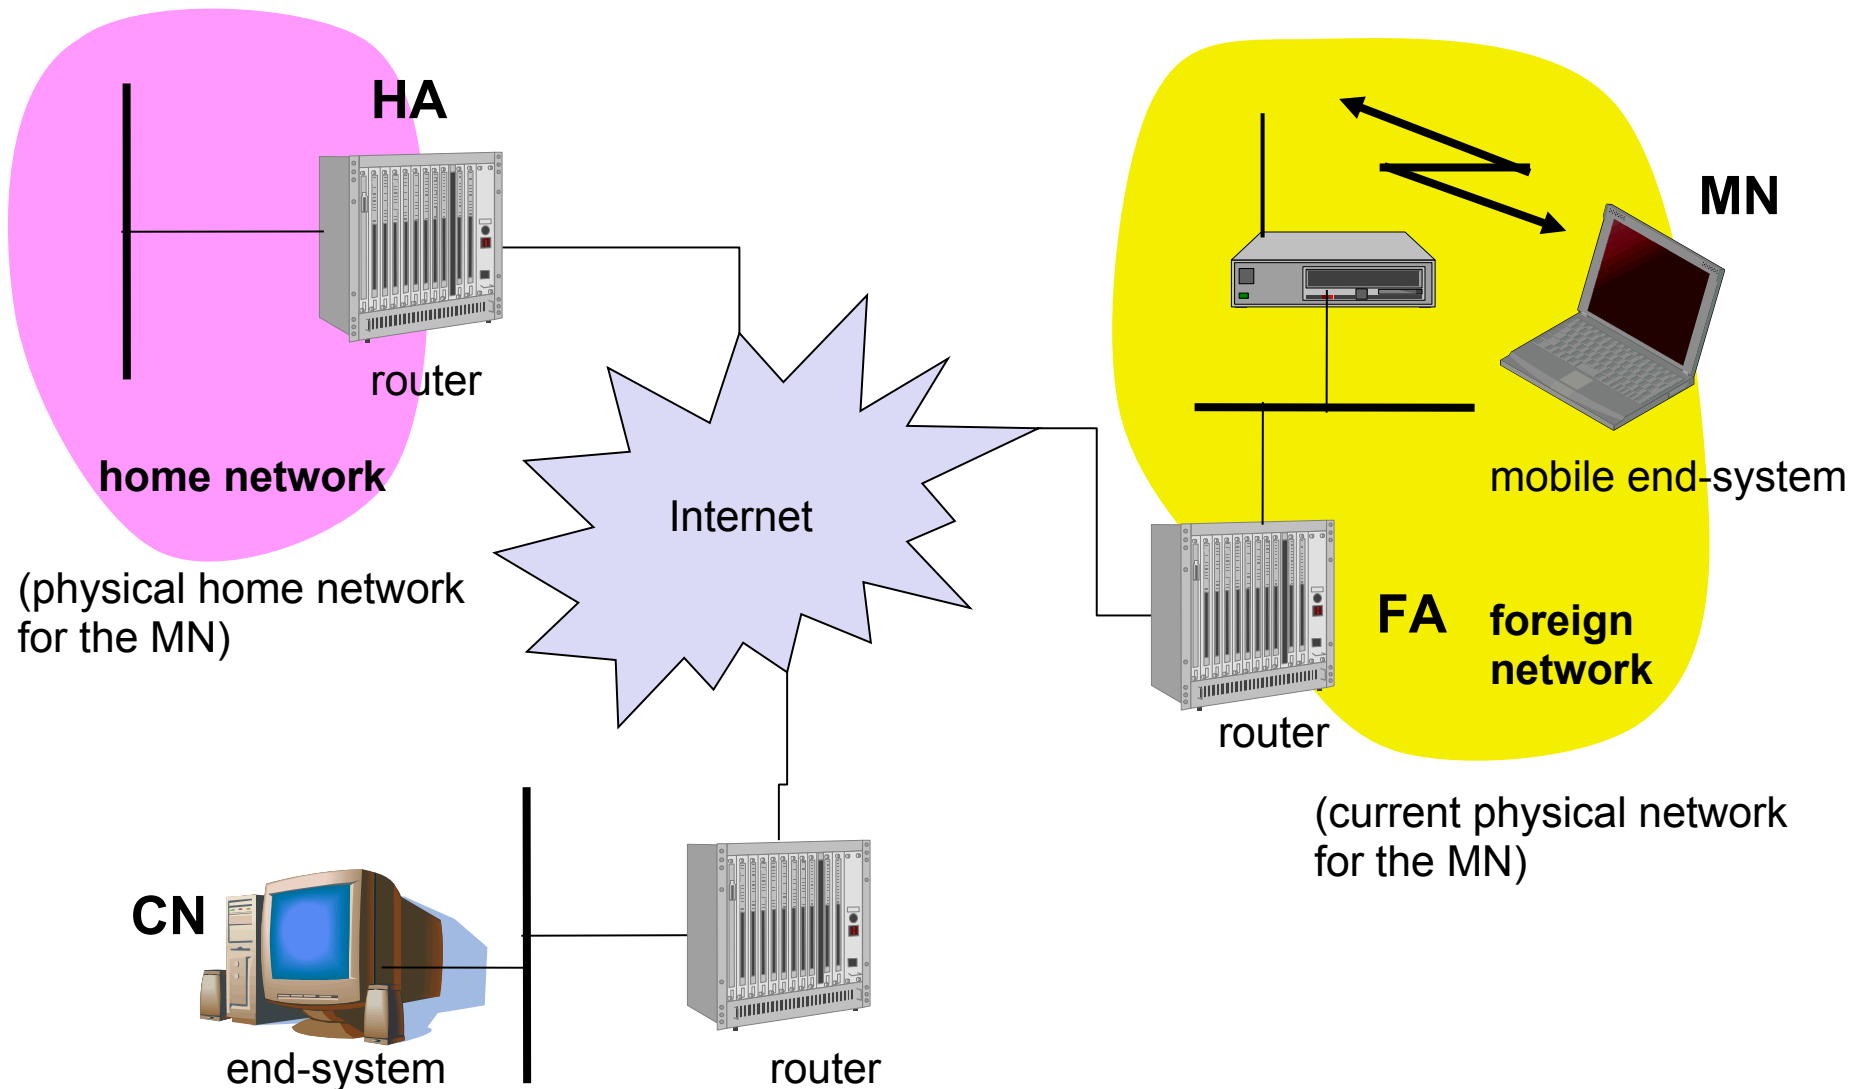 HA
router
home network
(physical home network
for the MN)
Internet
MN
mobile end-system
FA
foreign
network
router
(current physical network
for the MN)
CN
end-system
router